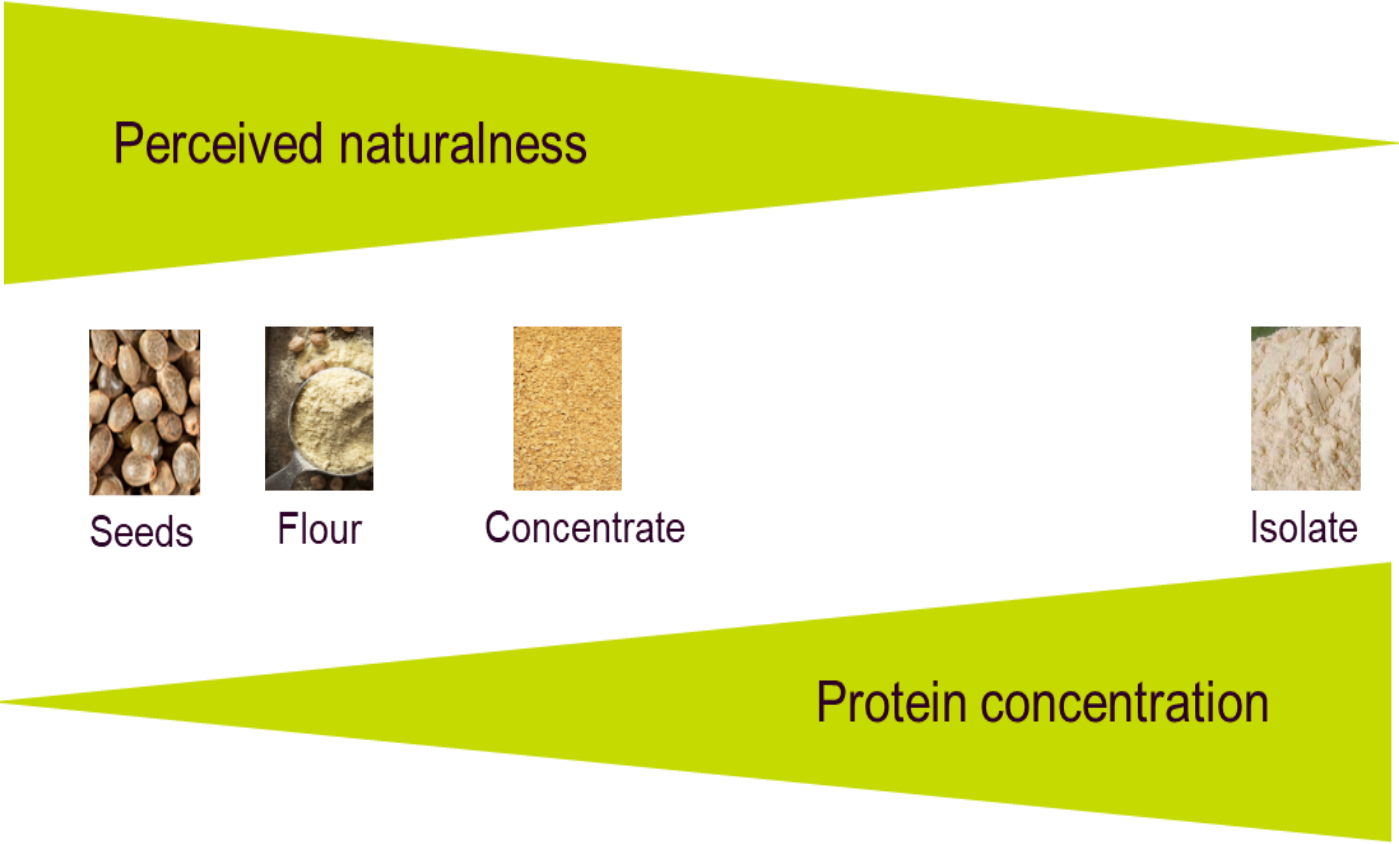 Perceived naturalness
Seeds
Flour
Concentrate
Isolate
Protein concentration